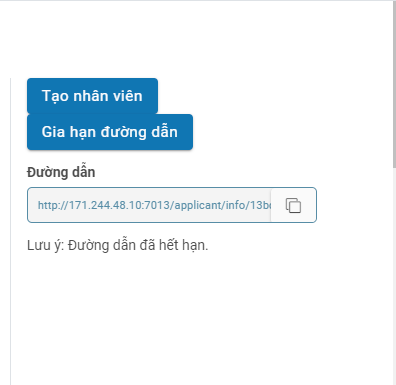 Tạo nhân viên
Gia hạn đường dẫn
Đường dẫn
http://171.244.48.10:7013/applicant/info/13b
Lưu ý: Đường dẫn đã hết hạn.